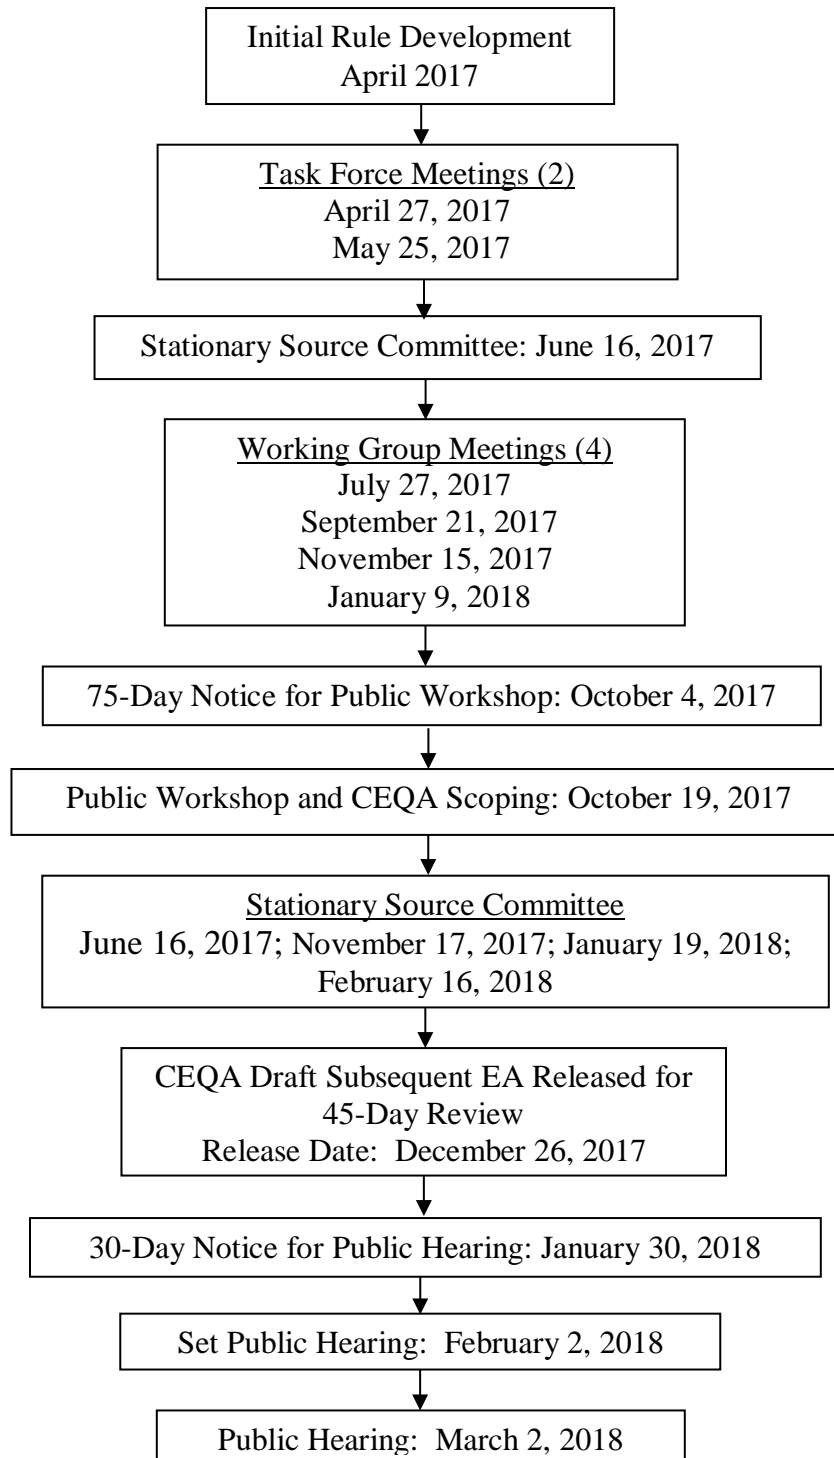 Initial Rule Development
April 2017
Task Force Meetings (2)
April 27, 2017
May 25, 2017
Stationary Source Committee: June 16, 2017
Working Group Meetings (4)
July 27, 2017
September 21, 2017
November 15, 2017
January 9, 2018
75-Day Notice for Public Workshop: October 4, 2017
Public Workshop and CEQA Scoping: October 19, 2017
Stationary Source Committee
June 16, 2017; November 17, 2017; January 19, 2018;
February 16, 2018
CEQA Draft Subsequent EA Released for
45-Day Review
Release Date:  December 26, 2017
30-Day Notice for Public Hearing: January 30, 2018
Set Public Hearing:  February 2, 2018
Public Hearing:  March 2, 2018